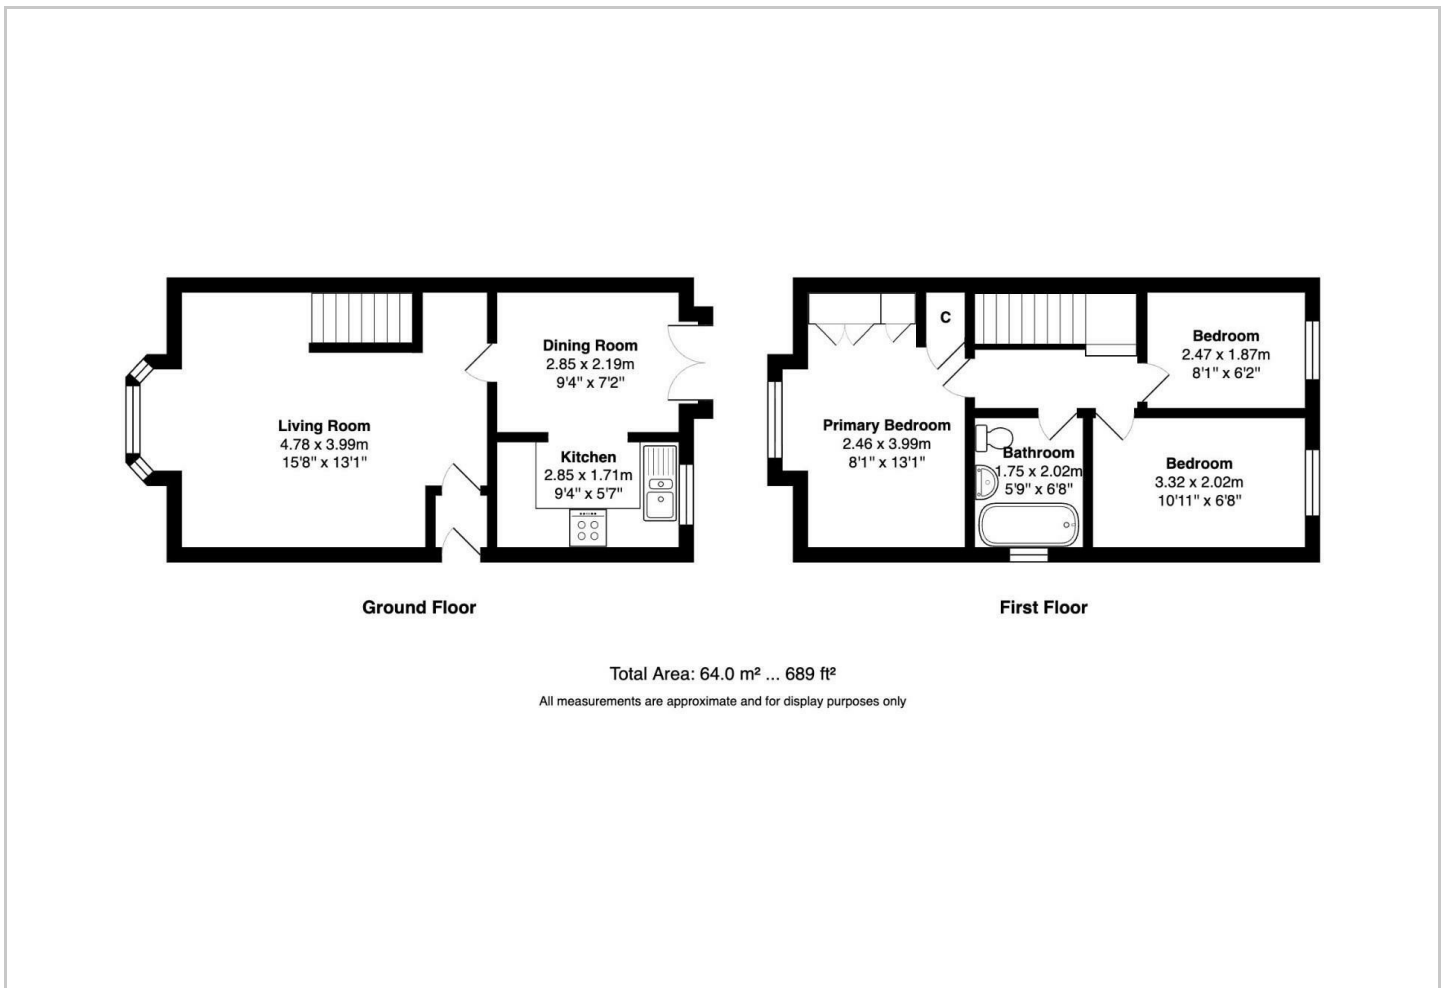 Living Room
4.78 x 3.99m
15'8" x 13'1"
Dining Room
2.85 x 2.19m
9'4" x 7'2"
Kitchen
2.85 x 1.71m
9'4" x 5'7"
Ground Floor
C
Primary Bedroom
2.46 x 3.99m
8'1" x 13'1"
Bathroom
1.75 x 2.02m
5'9" x 6'8"
Bedroom
2.47 x 1.87m
8'1" x 6'2"
Bedroom
3.32 x 2.02m
10'11" x 6'8"
First Floor
Total Area: 64.0 m² ... 689 ft²
All measurements are approximate and for display purposes only